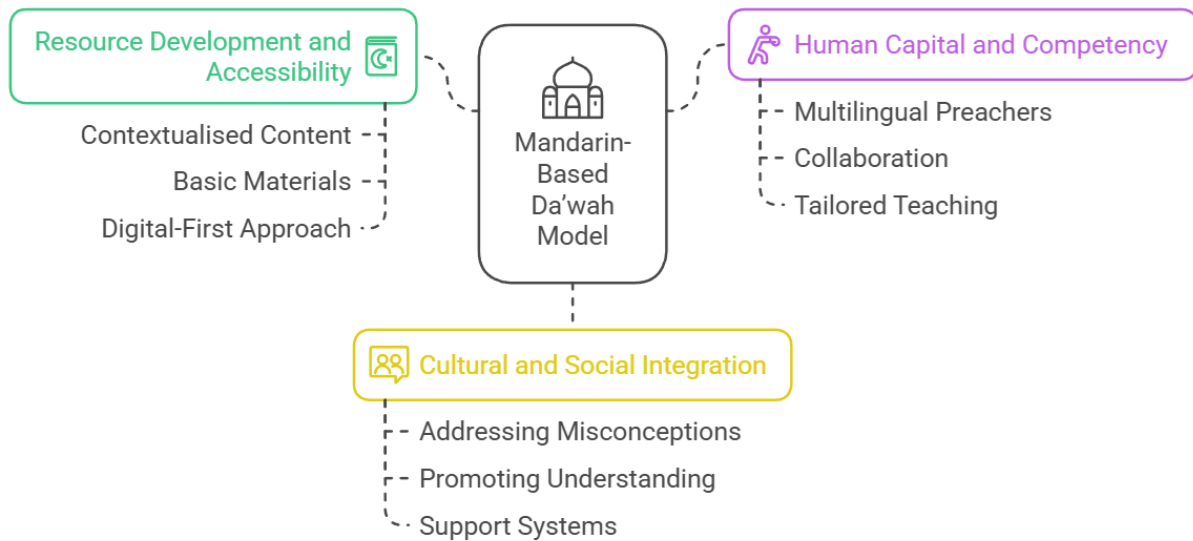 Resource Development and
Accessibility
Contextualised Content
Basic Materials
Digital-First Approach
Mandarin-
Based
Da’wah
Model
Human Capital and Competency
Multilingual Preachers
Collaboration
Tailored Teaching
Cultural and Social Integration
Addressing Misconceptions
Promoting Understanding
Support Systems